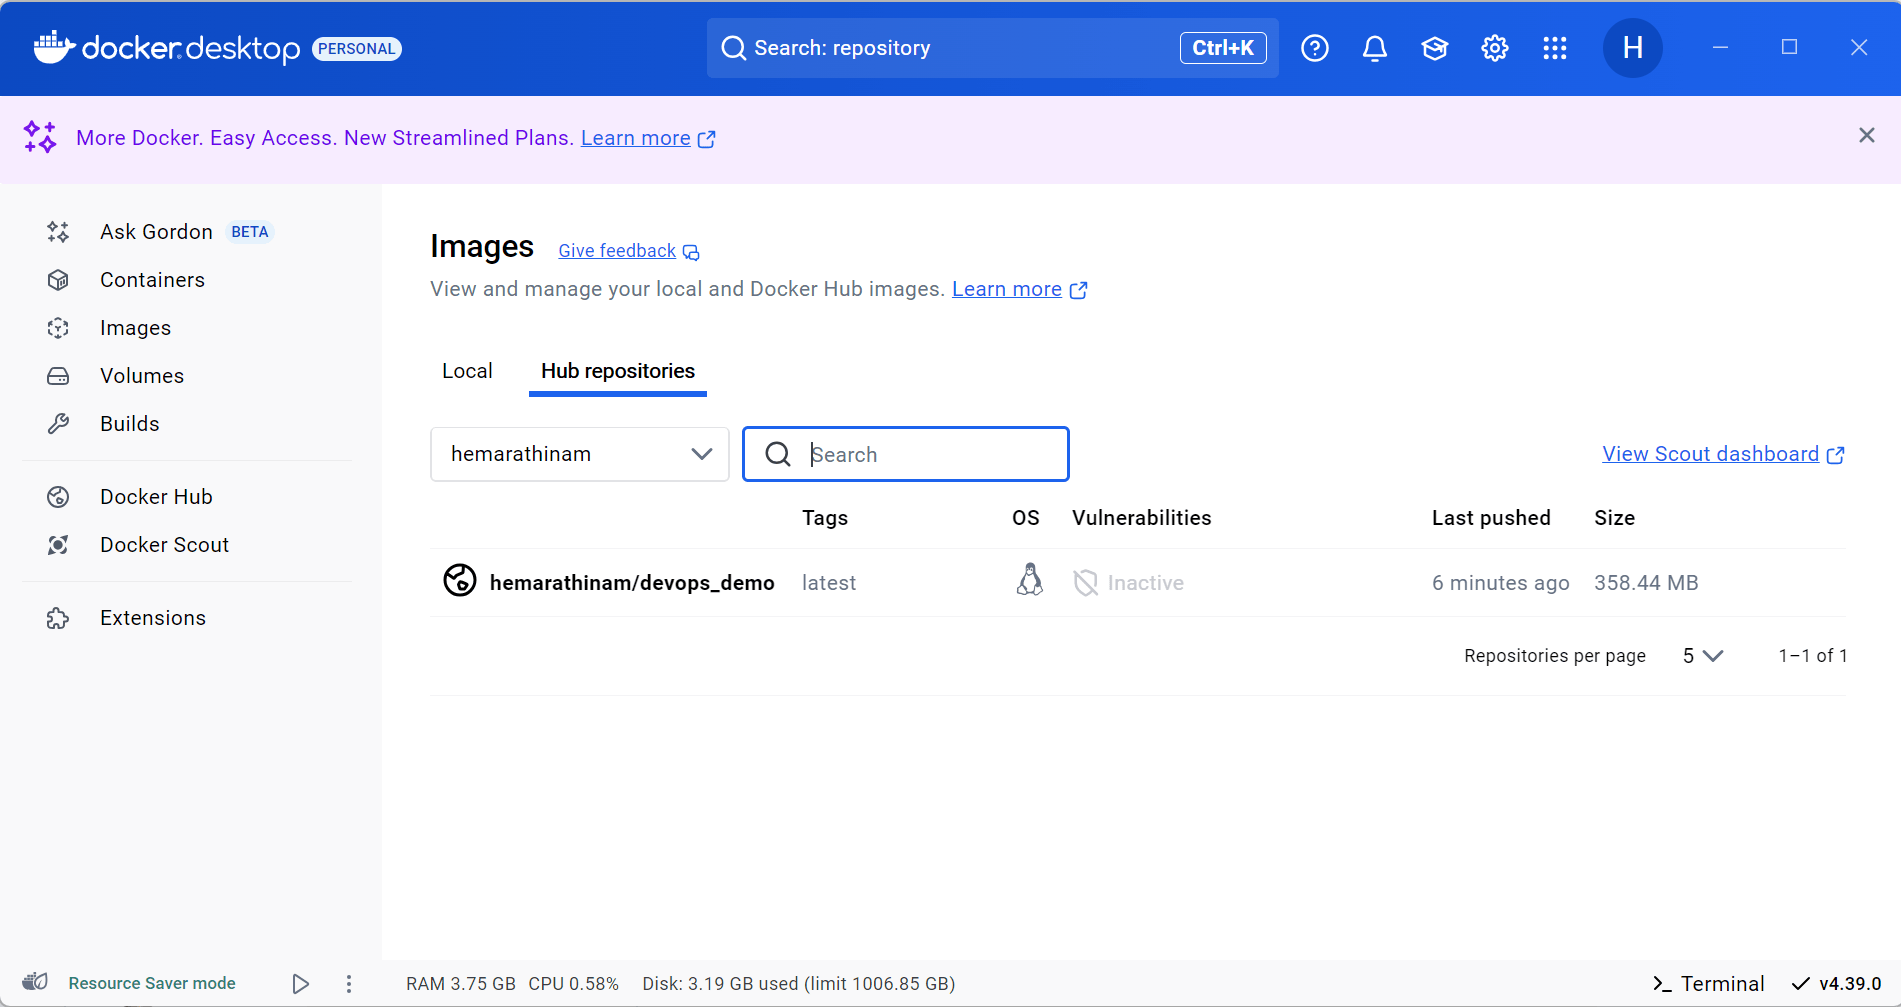 docker desktop PERSONAL
Search: repository Ctrl+K
H
More Docker. Easy Access. New Streamlined Plans. Learn more
Ask Gordon BETA
Containers
Images
Volumes
Builds
Docker Hub
Docker Scout
Extensions
Images Give feedback
View and manage your local and Docker Hub images. Learn more
Local Hub repositories
hemarathinam Search View Scout dashboard
Tags OS Vulnerabilities Last pushed Size
hemarathinam/devops_demo latest Inactive 6 minutes ago 358.44 MB
Repositories per page 5 1–1 of 1
Resource Saver mode RAM 3.75 GB CPU 0.58% Disk: 3.19 GB used (limit 1006.85 GB) Terminal v4.39.0